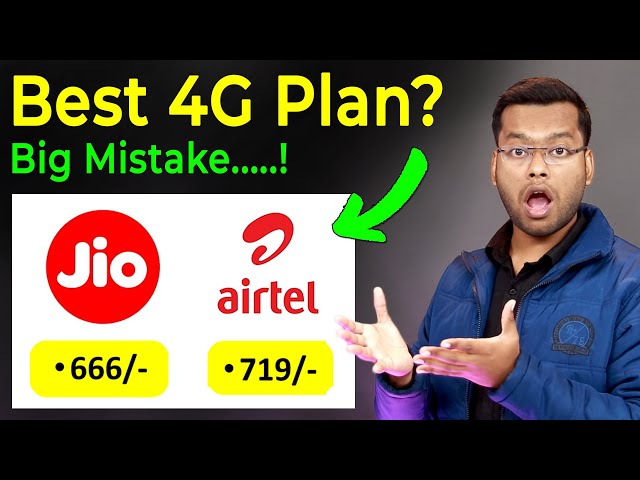 Best 4G Plan?
Big Mistake.....!
Jio
airtel
•666/-
•719/-